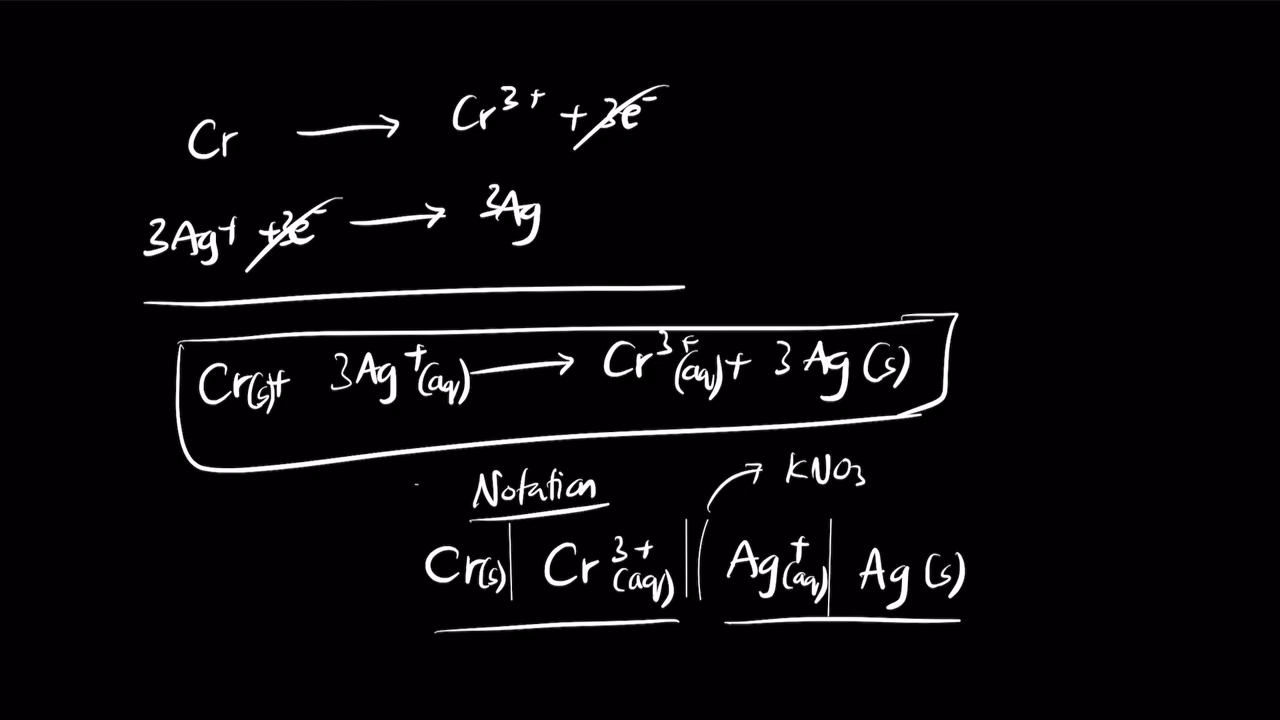 Cr → Cr³⁺ + 3e⁻
3Ag⁺ + 3e⁻ → 3Ag
Cr(s) + 3Ag⁺(aq) → Cr³⁺(aq) + 3Ag(s)
Notation → KNO₃
Cr(s) | Cr³⁺(aq) || Ag⁺(aq) | Ag(s)